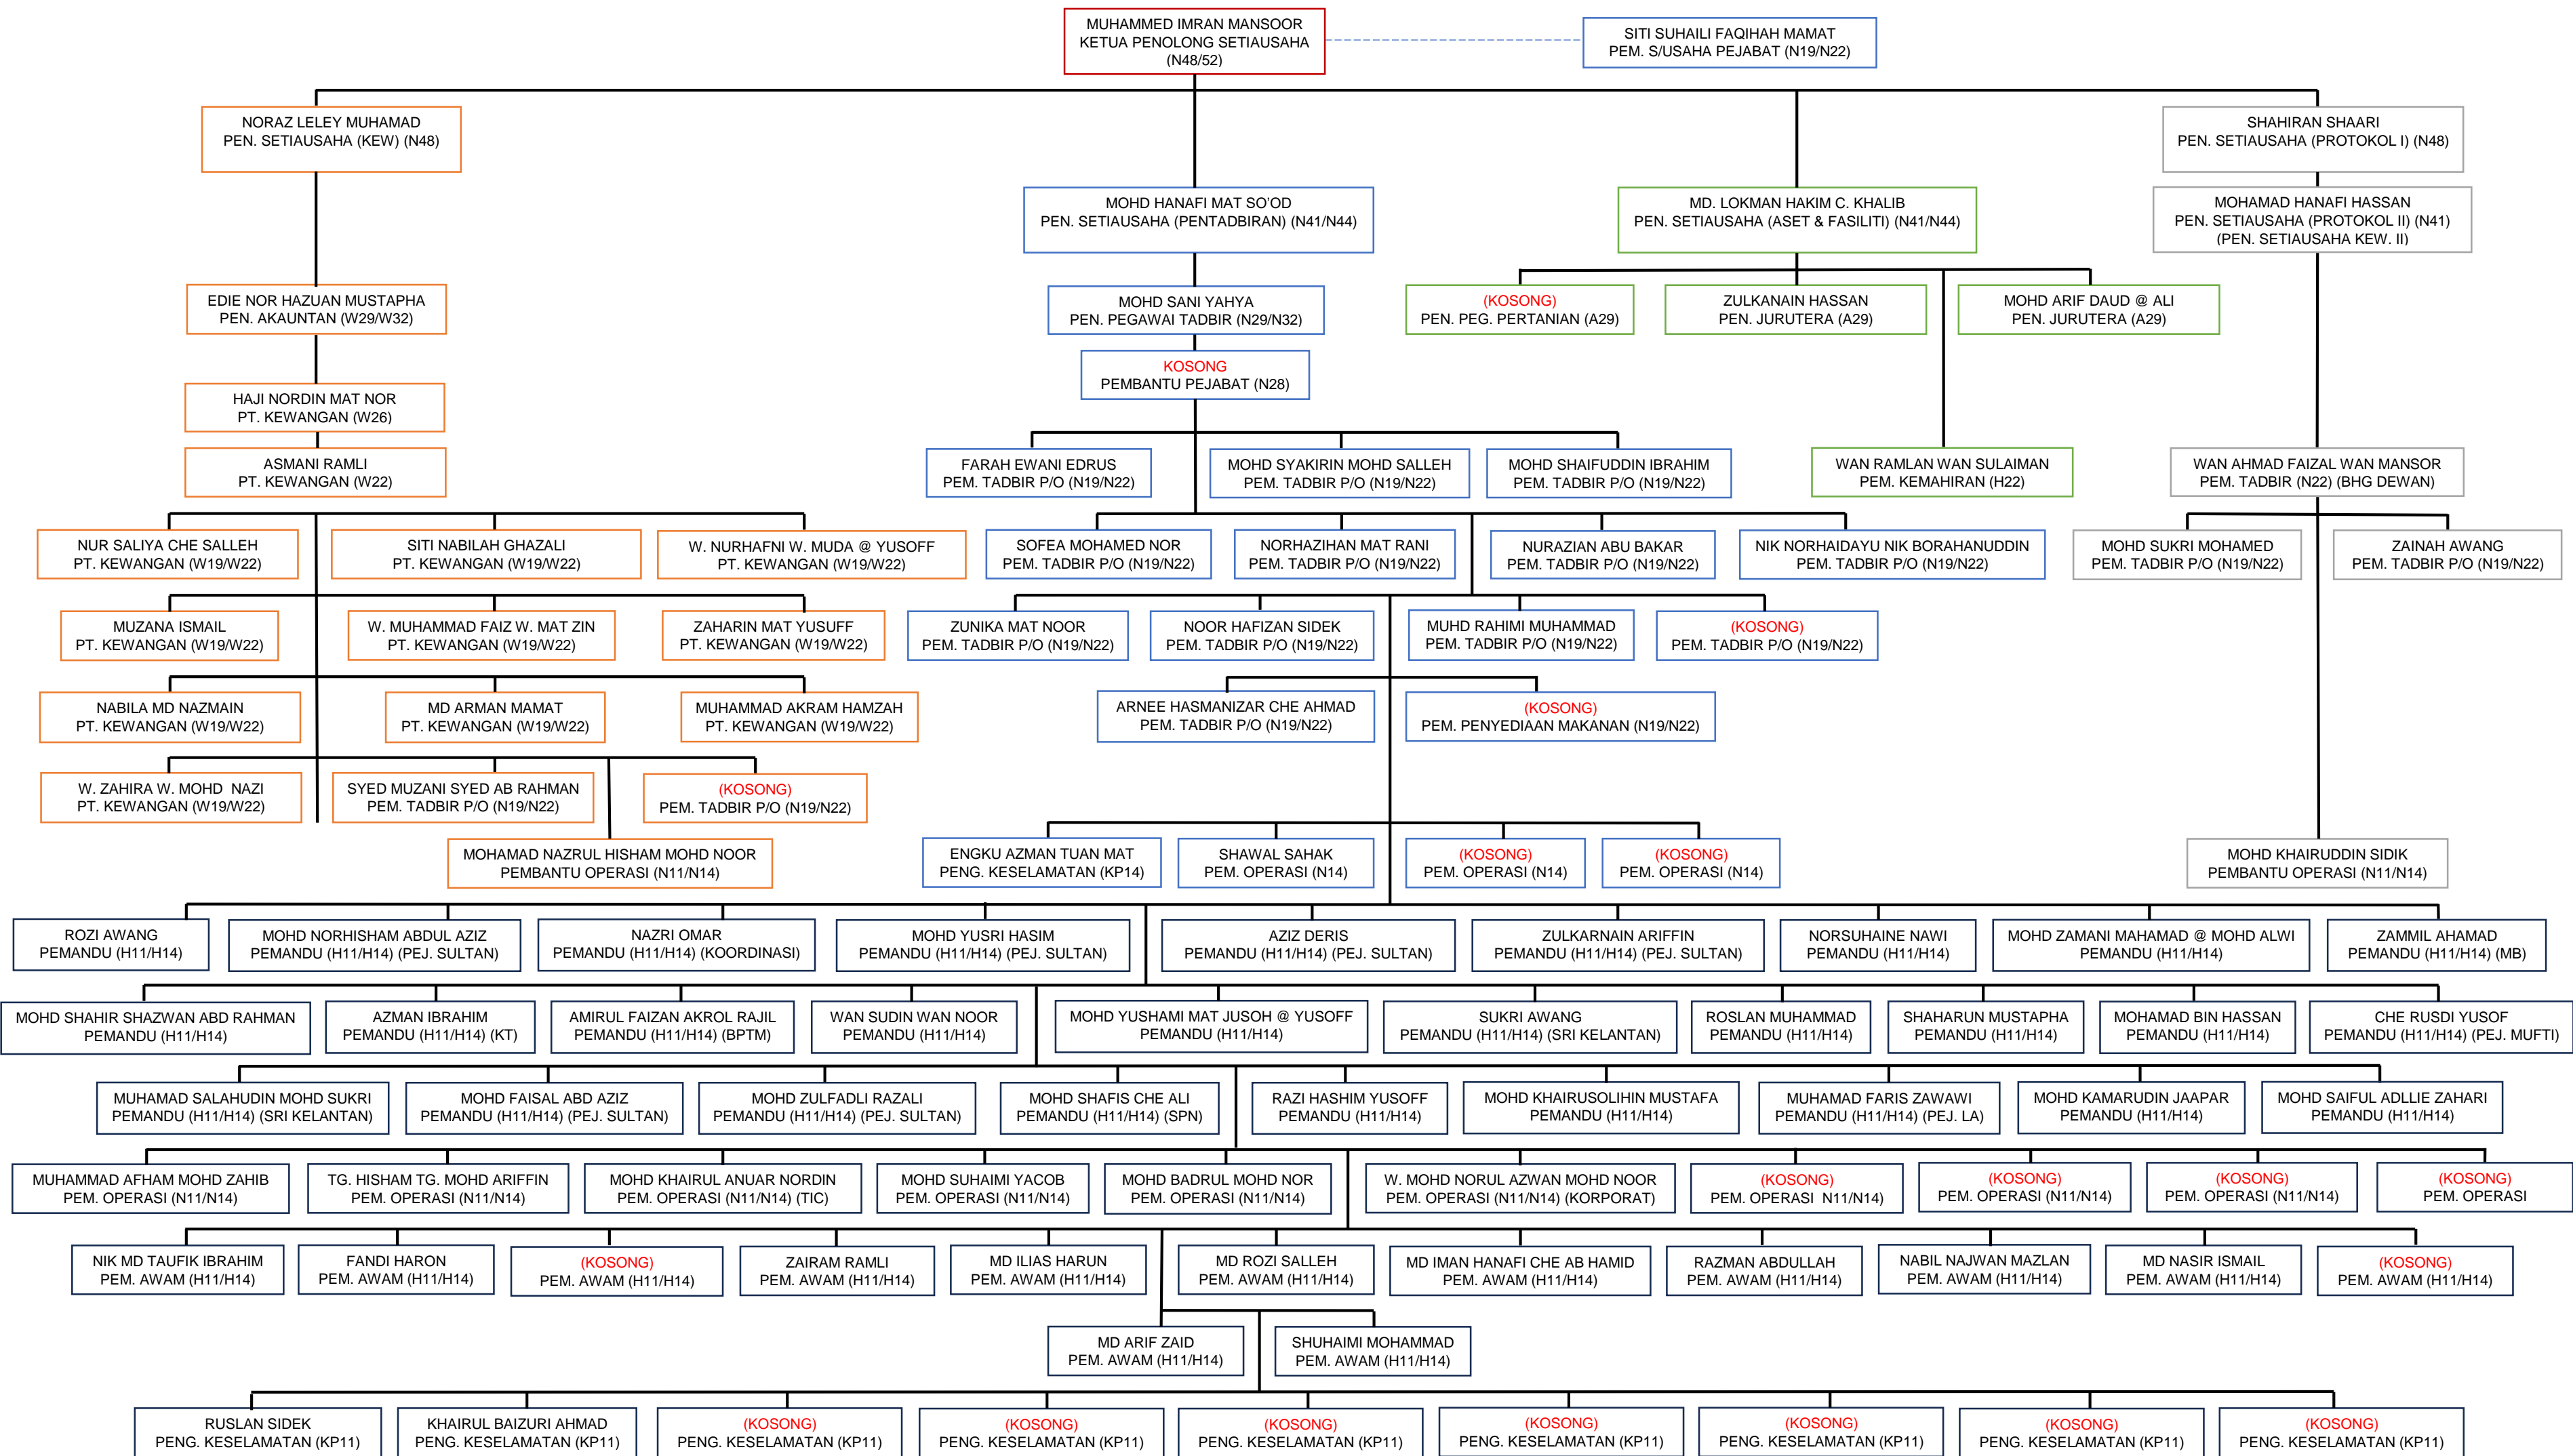 MUHAMMED IMRAN MANSOOR
KETUA PENOLONG SETIAUSAHA
(N48/52)
SITI SUHAILI FAQIHAH MAMAT
PEM. S/USAHA PEJABAT (N19/N22)
NORAZ LELEY MUHAMAD
PEN. SETIAUSAHA (KEW) (N48)
SHAHIRAN SHAARI
PEN. SETIAUSAHA (PROTOKOL I) (N48)
MOHD HANAFI MAT SO’OD
PEN. SETIAUSAHA (PENTADBIRAN) (N41/N44)
MD. LOKMAN HAKIM C. KHALIB
PEN. SETIAUSAHA (ASET & FASILITI) (N41/N44)
MOHAMAD HANAFI HASSAN
PEN. SETIAUSAHA (PROTOKOL II) (N41)
(PEN. SETIAUSAHA KEW. II)
EDIE NOR HAZUAN MUSTAPHA
PEN. AKAUNTAN (W29/W32)
MOHD SANI YAHYA
PEN. PEGAWAI TADBIR (N29/N32)
(KOSONG)
PEN. PEG. PERTANIAN (A29)
ZULKANAIN HASSAN
PEN. JURUTERA (A29)
MOHD ARIF DAUD @ ALI
PEN. JURUTERA (A29)
KOSONG
PEMBANTU PEJABAT (N28)
HAJI NORDIN MAT NOR
PT. KEWANGAN (W26)
ASMANI RAMLI
PT. KEWANGAN (W22)
FARAH EWANI EDRUS
PEM. TADBIR P/O (N19/N22)
MOHD SYAKIRIN MOHD SALLEH
PEM. TADBIR P/O (N19/N22)
MOHD SHAIFUDDIN IBRAHIM
PEM. TADBIR P/O (N19/N22)
WAN RAMLAN WAN SULAIMAN
PEM. KEMAHIRAN (H22)
WAN AHMAD FAIZAL WAN MANSOR
PEM. TADBIR (N22) (BHG DEWAN)
NUR SALIYA CHE SALLEH
PT. KEWANGAN (W19/W22)
SITI NABILAH GHAZALI
PT. KEWANGAN (W19/W22)
W. NURHAFNI W. MUDA @ YUSOFF
PT. KEWANGAN (W19/W22)
SOFEA MOHAMED NOR
PEM. TADBIR P/O (N19/N22)
NORHAZIHAN MAT RANI
PEM. TADBIR P/O (N19/N22)
NURAZIAN ABU BAKAR
PEM. TADBIR P/O (N19/N22)
NIK NORHAIDAYU NIK BORAHANUDDIN
PEM. TADBIR P/O (N19/N22)
MOHD SUKRI MOHAMED
PEM. TADBIR P/O (N19/N22)
ZAINAH AWANG
PEM. TADBIR P/O (N19/N22)
MUZANA ISMAIL
PT. KEWANGAN (W19/W22)
W. MUHAMMAD FAIZ W. MAT ZIN
PT. KEWANGAN (W19/W22)
ZAHARIN MAT YUSUFF
PT. KEWANGAN (W19/W22)
ZUNIKA MAT NOOR
PEM. TADBIR P/O (N19/N22)
NOOR HAFIZAN SIDEK
PEM. TADBIR P/O (N19/N22)
MUHD RAHIMI MUHAMMAD
PEM. TADBIR P/O (N19/N22)
(KOSONG)
PEM. TADBIR P/O (N19/N22)
NABILA MD NAZMAIN
PT. KEWANGAN (W19/W22)
MD ARMAN MAMAT
PT. KEWANGAN (W19/W22)
MUHAMMAD AKRAM HAMZAH
PT. KEWANGAN (W19/W22)
ARNEE HASMANIZAR CHE AHMAD
PEM. TADBIR P/O (N19/N22)
(KOSONG)
PEM. PENYEDIAAN MAKANAN (N19/N22)
W. ZAHIRA W. MOHD  NAZI
PT. KEWANGAN (W19/W22)
SYED MUZANI SYED AB RAHMAN
PEM. TADBIR P/O (N19/N22)
(KOSONG)
PEM. TADBIR P/O (N19/N22)
MOHAMAD NAZRUL HISHAM MOHD NOOR
PEMBANTU OPERASI (N11/N14)
ENGKU AZMAN TUAN MAT
PENG. KESELAMATAN (KP14)
SHAWAL SAHAK
PEM. OPERASI (N14)
(KOSONG)
PEM. OPERASI (N14)
(KOSONG)
PEM. OPERASI (N14)
MOHD KHAIRUDDIN SIDIK
PEMBANTU OPERASI (N11/N14)
ROZI AWANG
PEMANDU (H11/H14)
MOHD NORHISHAM ABDUL AZIZ
PEMANDU (H11/H14) (PEJ. SULTAN)
NAZRI OMAR
PEMANDU (H11/H14) (KOORDINASI)
MOHD YUSRI HASIM
PEMANDU (H11/H14) (PEJ. SULTAN)
AZIZ DERIS
PEMANDU (H11/H14) (PEJ. SULTAN)
ZULKARNAIN ARIFFIN
PEMANDU (H11/H14) (PEJ. SULTAN)
NORSUHAINE NAWI
PEMANDU (H11/H14)
MOHD ZAMANI MAHAMAD @ MOHD ALWI
PEMANDU (H11/H14)
ZAMMIL AHAMAD
PEMANDU (H11/H14) (MB)
MOHD SHAHIR SHAZWAN ABD RAHMAN
PEMANDU (H11/H14)
AZMAN IBRAHIM
PEMANDU (H11/H14) (KT)
AMIRUL FAIZAN AKROL RAJIL
PEMANDU (H11/H14) (BPTM)
WAN SUDIN WAN NOOR
PEMANDU (H11/H14)
MOHD YUSHAMI MAT JUSOH @ YUSOFF
PEMANDU (H11/H14)
SUKRI AWANG
PEMANDU (H11/H14) (SRI KELANTAN)
ROSLAN MUHAMMAD
PEMANDU (H11/H14)
SHAHARUN MUSTAPHA
PEMANDU (H11/H14)
MOHAMAD BIN HASSAN
PEMANDU (H11/H14)
CHE RUSDI YUSOF
PEMANDU (H11/H14) (PEJ. MUFTI)
MUHAMAD SALAHUDIN MOHD SUKRI
PEMANDU (H11/H14) (SRI KELANTAN)
MOHD FAISAL ABD AZIZ
PEMANDU (H11/H14) (PEJ. SULTAN)
MOHD ZULFADLI RAZALI
PEMANDU (H11/H14) (PEJ. SULTAN)
MOHD SHAFIS CHE ALI
PEMANDU (H11/H14) (SPN)
RAZI HASHIM YUSOFF
PEMANDU (H11/H14)
MOHD KHAIRUSOLIHIN MUSTAFA
PEMANDU (H11/H14)
MUHAMAD FARIS ZAWAWI
PEMANDU (H11/H14) (PEJ. LA)
MOHD KAMARUDIN JAAPAR
PEMANDU (H11/H14)
MOHD SAIFUL ADLLIE ZAHARI
PEMANDU (H11/H14)
MUHAMMAD AFHAM MOHD ZAHIB
PEM. OPERASI (N11/N14)
TG. HISHAM TG. MOHD ARIFFIN
PEM. OPERASI (N11/N14)
MOHD KHAIRUL ANUAR NORDIN
PEM. OPERASI (N11/N14) (TIC)
MOHD SUHAIMI YACOB
PEM. OPERASI (N11/N14)
MOHD BADRUL MOHD NOR
PEM. OPERASI (N11/N14)
W. MOHD NORUL AZWAN MOHD NOOR
PEM. OPERASI (N11/N14) (KORPORAT)
(KOSONG)
PEM. OPERASI  N11/N14)
(KOSONG)
PEM. OPERASI (N11/N14)
(KOSONG)
PEM. OPERASI (N11/N14)
(KOSONG)
PEM. OPERASI
NIK MD TAUFIK IBRAHIM
PEM. AWAM (H11/H14)
FANDI HARON
PEM. AWAM (H11/H14)
(KOSONG)
PEM. AWAM (H11/H14)
ZAIRAM RAMLI
PEM. AWAM (H11/H14)
MD ILIAS HARUN
PEM. AWAM (H11/H14)
MD ROZI SALLEH
PEM. AWAM (H11/H14)
MD IMAN HANAFI CHE AB HAMID
PEM. AWAM (H11/H14)
RAZMAN ABDULLAH
PEM. AWAM (H11/H14)
NABIL NAJWAN MAZLAN
PEM. AWAM (H11/H14)
MD NASIR ISMAIL
PEM. AWAM (H11/H14)
(KOSONG)
PEM. AWAM (H11/H14)
MD ARIF ZAID
PEM. AWAM (H11/H14)
SHUHAIMI MOHAMMAD
PEM. AWAM (H11/H14)
RUSLAN SIDEK
PENG. KESELAMATAN (KP11)
KHAIRUL BAIZURI AHMAD
PENG. KESELAMATAN (KP11)
(KOSONG)
PENG. KESELAMATAN (KP11)
(KOSONG)
PENG. KESELAMATAN (KP11)
(KOSONG)
PENG. KESELAMATAN (KP11)
(KOSONG)
PENG. KESELAMATAN (KP11)
(KOSONG)
PENG. KESELAMATAN (KP11)
(KOSONG)
PENG. KESELAMATAN (KP11)
(KOSONG)
PENG. KESELAMATAN (KP11)